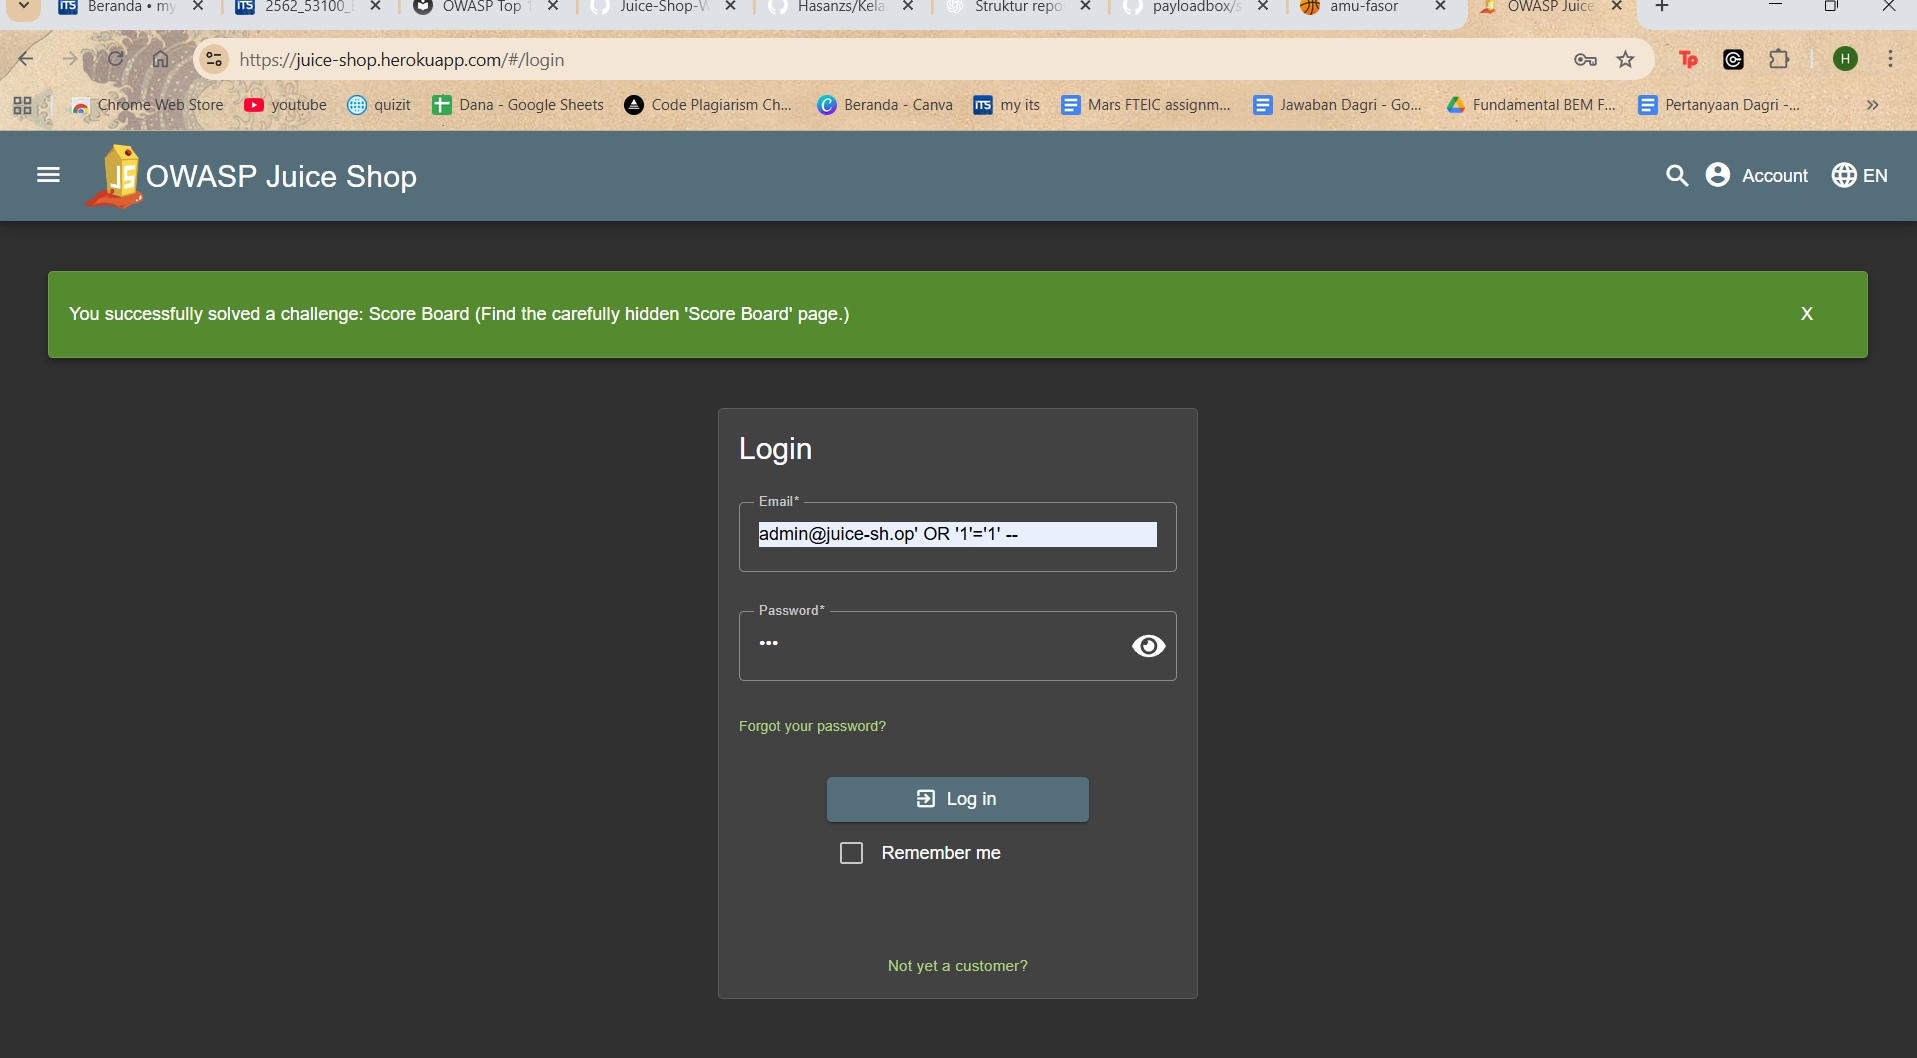 Beranda • my
2562_53100_
OWASP Top 1
Juice-Shop-W
Hasanzs/Kela
Struktur repo
payloadbox/s
amu-fasor
OWASP Juice
https://juice-shop.herokuapp.com/#/login
Tp
H
Chrome Web Store
youtube
quizit
Dana - Google Sheets
Code Plagiarism Ch...
Beranda - Canva
ITS my its
Mars FTEIC assignm...
Jawaban Dagri - Go...
Fundamental BEM F...
Pertanyaan Dagri -...
OWASP Juice Shop
Account
EN
You successfully solved a challenge: Score Board (Find the carefully hidden 'Score Board' page.)
X
Login
Email*
admin@juice-sh.op' OR '1'='1' --
Password*
•••
Forgot your password?
Log in
Remember me
Not yet a customer?